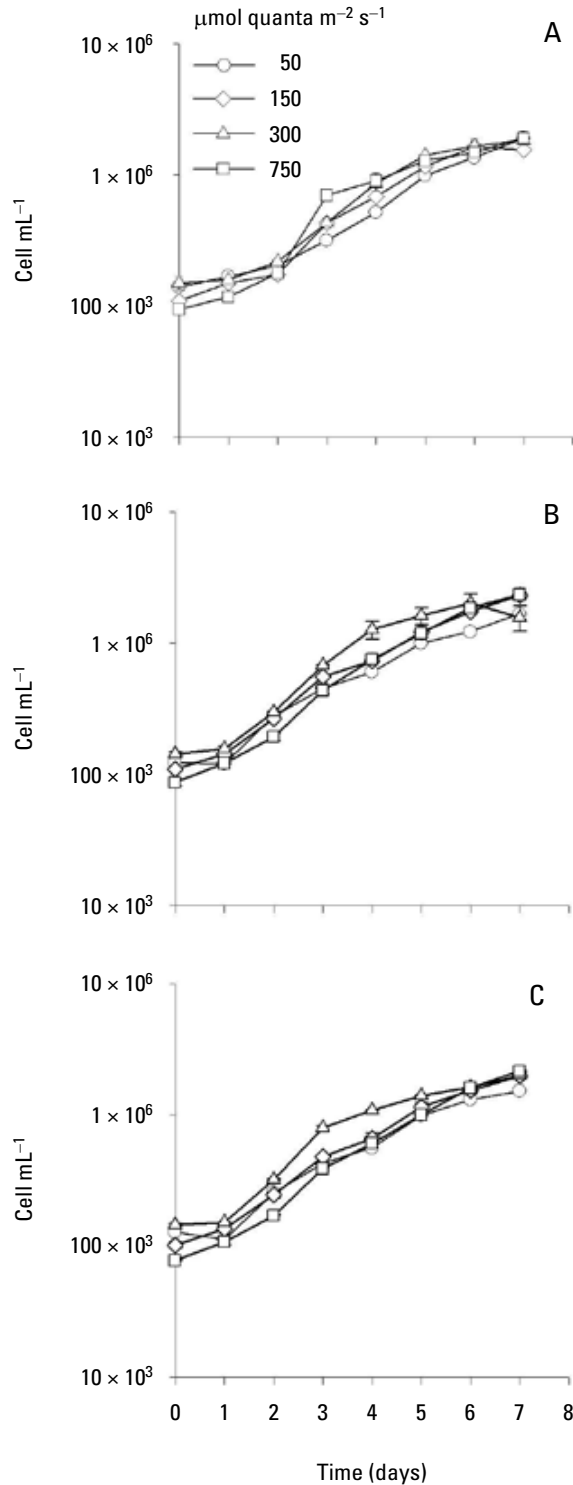 μmol quanta m⁻² s⁻¹
A
50
150
300
750
10 × 10⁶
1 × 10⁶
100 × 10³
10 × 10³
Cell mL⁻¹
B
10 × 10⁶
1 × 10⁶
100 × 10³
10 × 10³
Cell mL⁻¹
C
10 × 10⁶
1 × 10⁶
100 × 10³
10 × 10³
Cell mL⁻¹
0 1 2 3 4 5 6 7 8
Time (days)